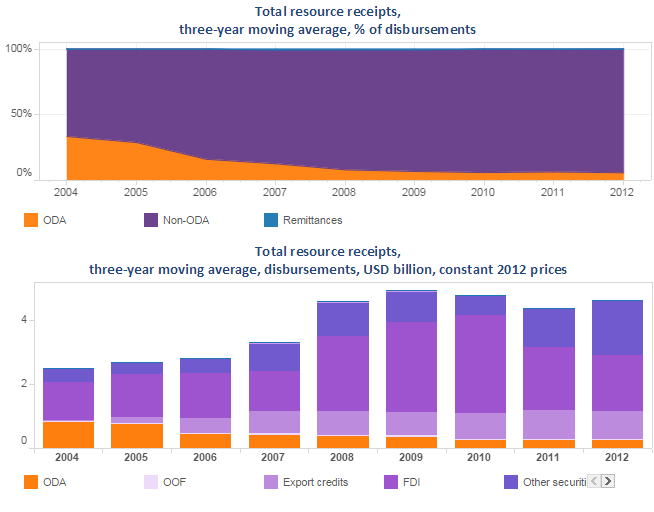 Total resource receipts,
three-year moving average, % of disbursements
100%
50%
0%
2004 2005 2006 2007 2008 2009 2010 2011 2012
ODA Non-ODA Remittances
Total resource receipts,
three-year moving average, disbursements, USD billion, constant 2012 prices
4
2
0
2004 2005 2006 2007 2008 2009 2010 2011 2012
ODA OOF Export credits FDI Other securiti